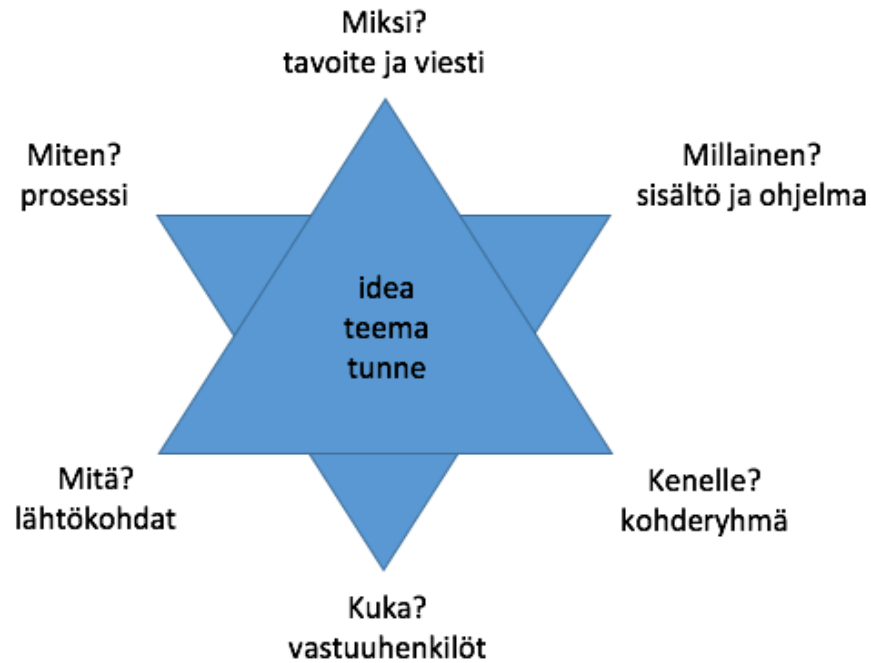 Miksi?
tavoite ja viesti
Miten?
prosessi
Millainen?
sisältö ja ohjelma
idea
teema
tunne
Mitä?
lähtökohdat
Kenelle?
kohderyhmä
Kuka?
vastuuhenkilöt